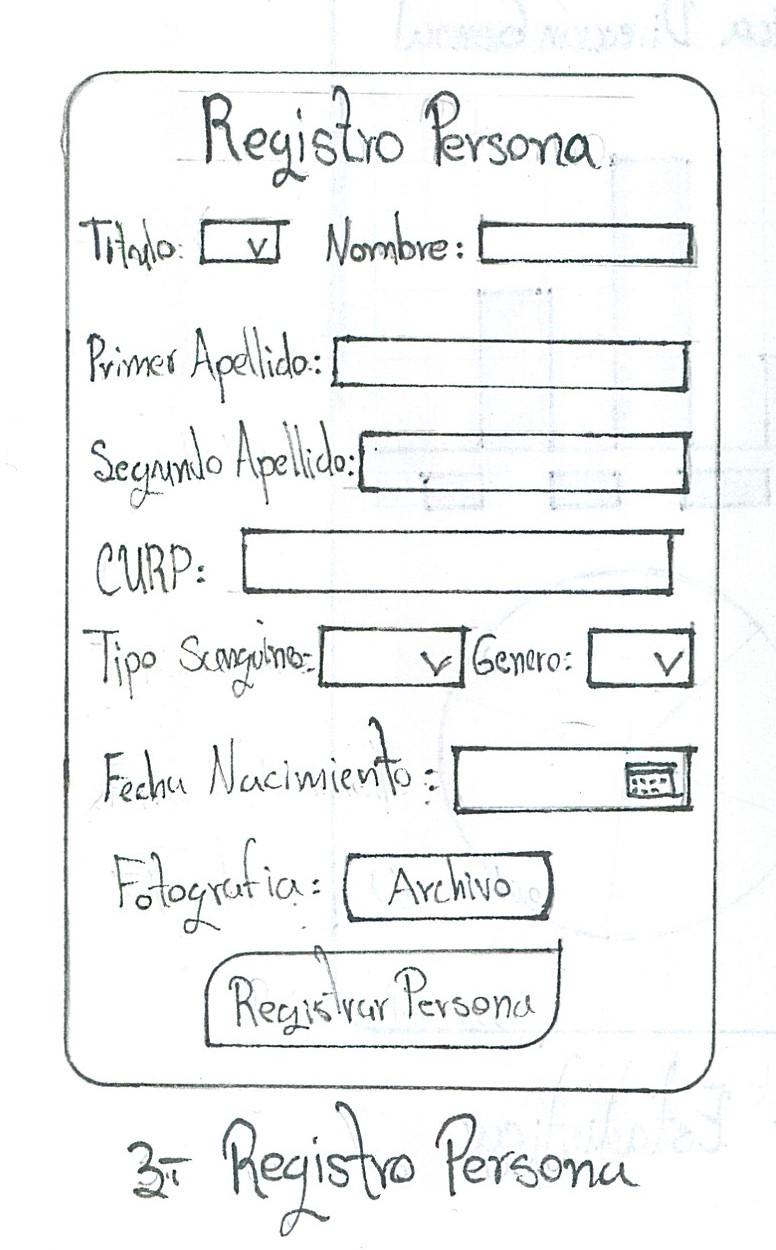 Registro Persona
Titulo: Nombre:
Primer Apellido:
Segundo Apellido:
CURP:
Tipo Sanguineo: Genero:
Fecha Nacimiento:
Fotografia: Archivo
Registrar Persona
3.- Registro Persona